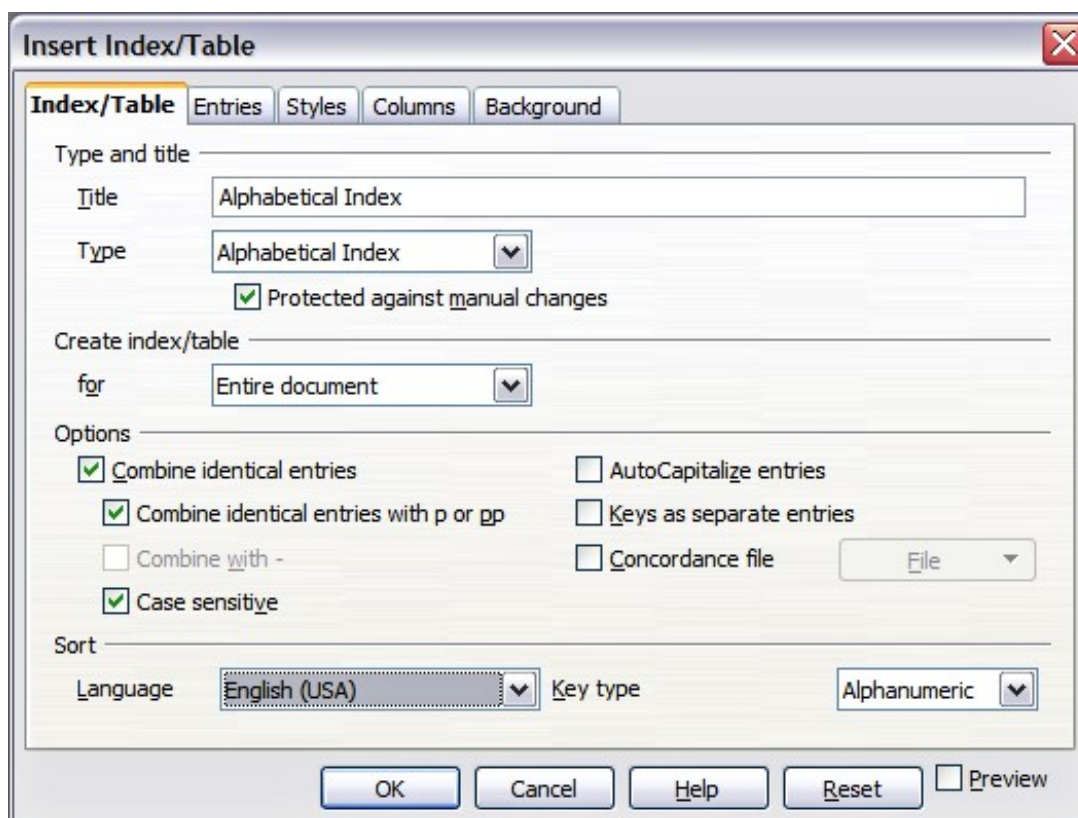 Insert Index/Table
Index/Table Entries Styles Columns Background
Type and title
Title Alphabetical Index
Type Alphabetical Index
Protected against manual changes
Create index/table
for Entire document
Options
Combine identical entries AutoCapitalize entries
Combine identical entries with p or pp Keys as separate entries
Combine with - Concordance file File
Case sensitive
Sort
Language English (USA) Key type Alphanumeric
OK Cancel Help Reset Preview